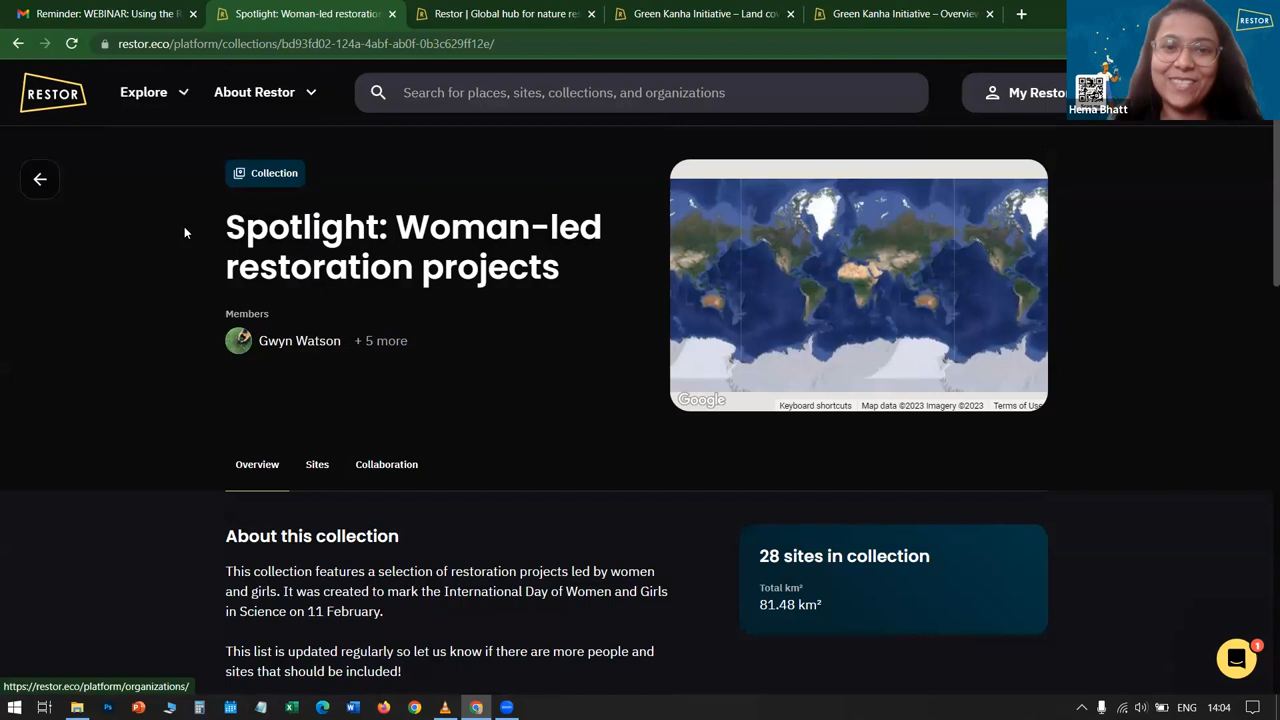 Reminder: WEBINAR: Using the R
Spotlight: Woman-led restoratio
Restor | Global hub for nature res
Green Kanha Initiative – Land co
Green Kanha Initiative – Overview
restor.eco/platform/collections/bd93fd02-124a-4abf-ab0f-0b3c629ff12e/
RESTOR
Hema Bhatt
RESTOR
Explore
About Restor
Search for places, sites, collections, and organizations
My Resto
Collection
Spotlight: Woman-led
restoration projects
Members
Gwyn Watson + 5 more
Google
Keyboard shortcuts
Map data ©2023 Imagery ©2023
Terms of Use
Overview
Sites
Collaboration
About this collection
This collection features a selection of restoration projects led by women
and girls. It was created to mark the International Day of Women and Girls
in Science on 11 February.
This list is updated regularly so let us know if there are more people and
sites that should be included!
28 sites in collection
Total km²
81.48 km²
1
https://restor.eco/platform/organizations/
ENG
14:04